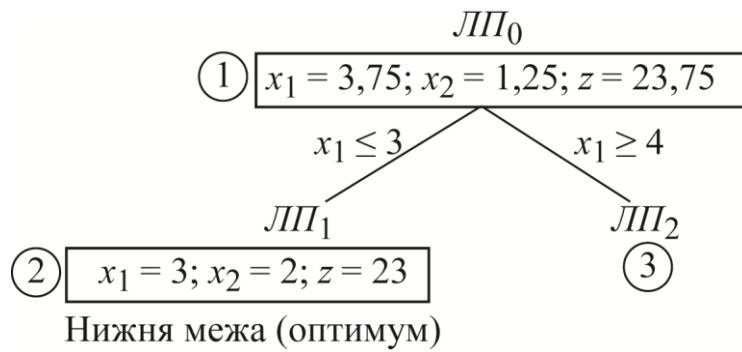 ЛП₀
1 x₁ = 3,75; x₂ = 1,25; z = 23,75
x₁ ≤ 3 x₁ ≥ 4
ЛП₁ ЛП₂
2 x₁ = 3; x₂ = 2; z = 23 3
Нижня межа (оптимум)